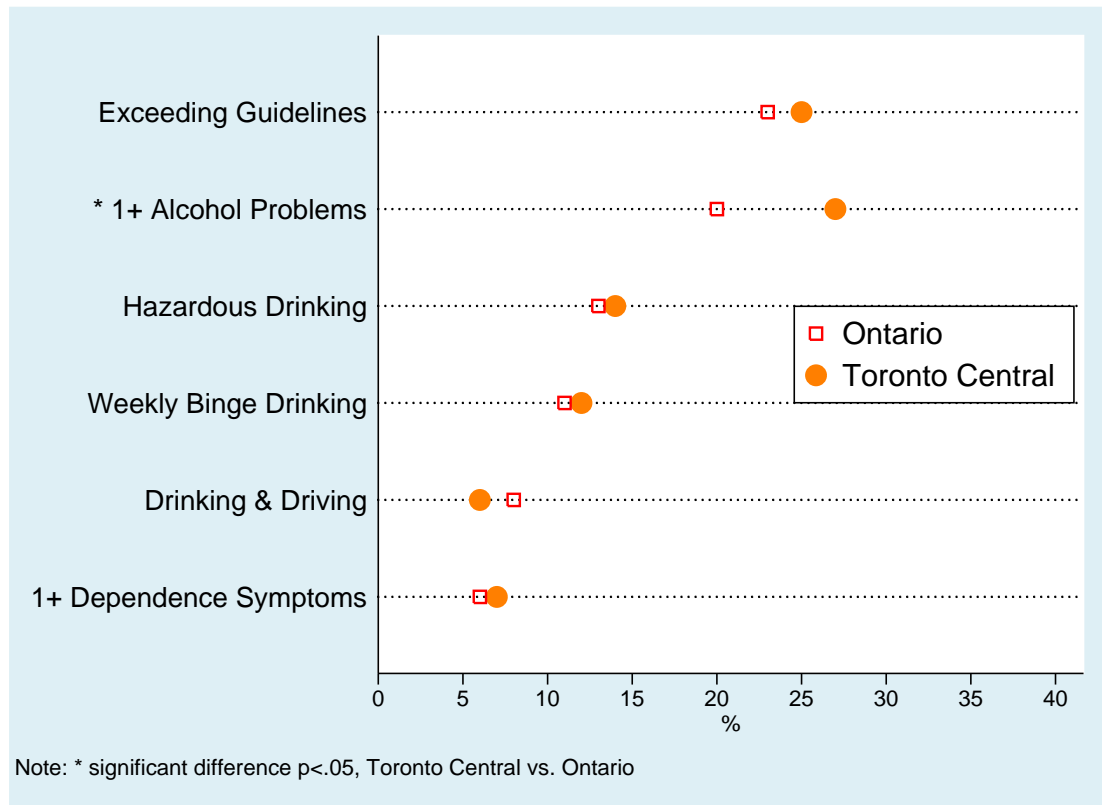 Exceeding Guidelines
* 1+ Alcohol Problems
Hazardous Drinking
Ontario
Toronto Central
Weekly Binge Drinking
Drinking & Driving
1+ Dependence Symptoms
0 5 10 15 20 25 30 35 40
%
Note: * significant difference p<.05, Toronto Central vs. Ontario